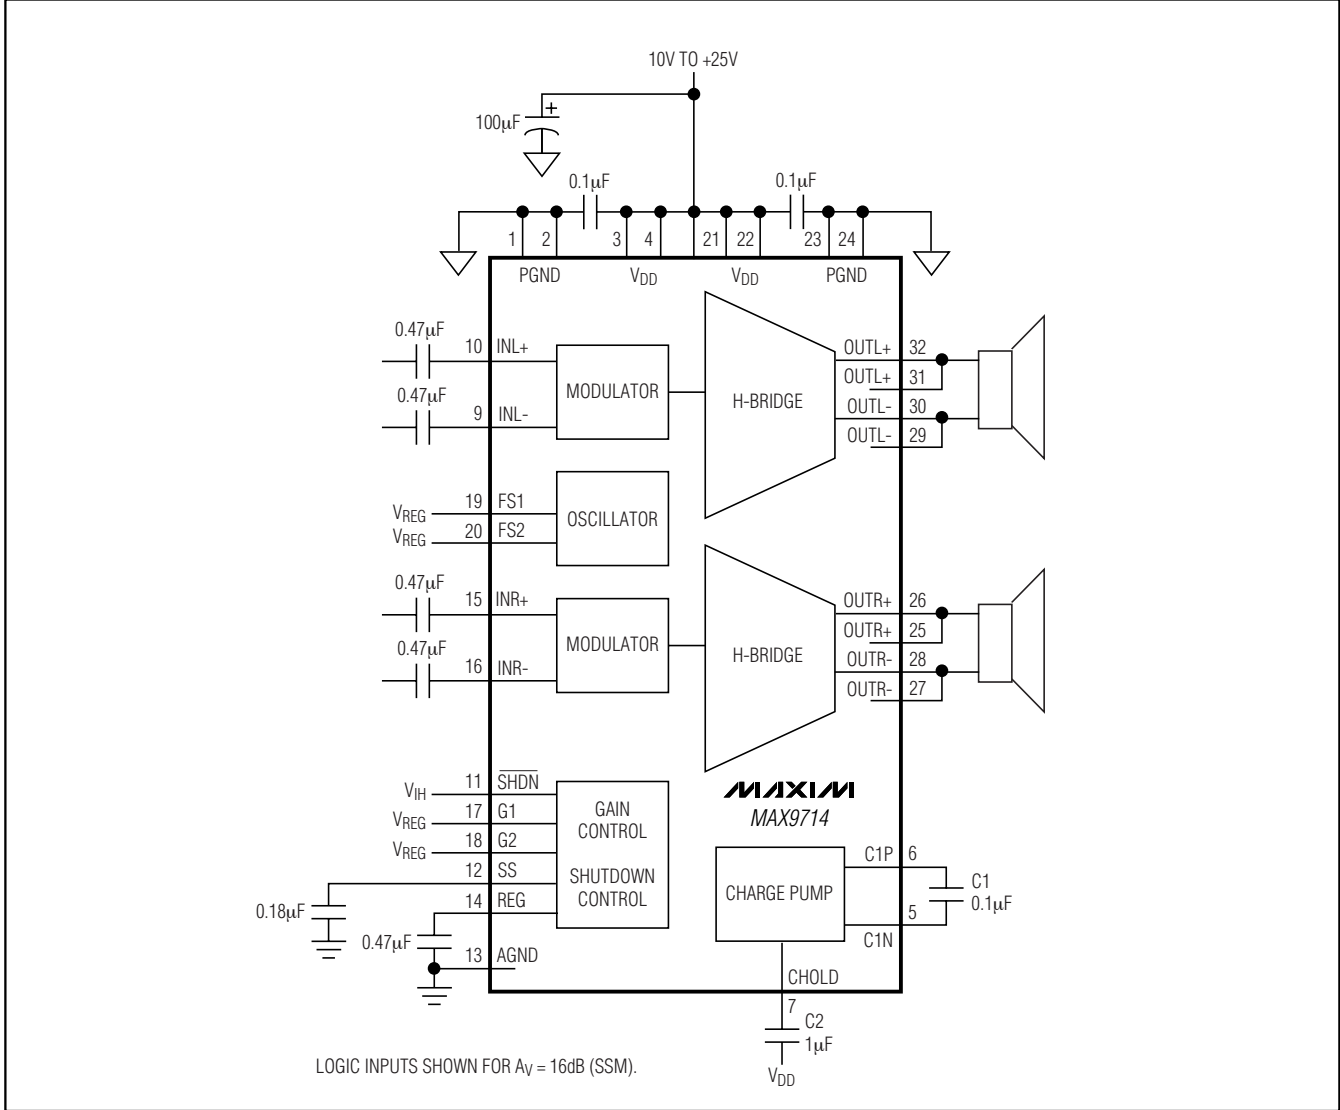 10V TO +25V
+
100μF
0.1μF
0.1μF
1 2 3 4 21 22 23 24
PGND VDD VDD PGND
0.47μF
10 INL+
0.47μF
9 INL-
MODULATOR
H-BRIDGE
OUTL+ 32
OUTL+ 31
OUTL- 30
OUTL- 29
VREG 19 FS1
VREG 20 FS2
OSCILLATOR
0.47μF
15 INR+
0.47μF
16 INR-
MODULATOR
H-BRIDGE
OUTR+ 26
OUTR+ 25
OUTR- 28
OUTR- 27
VIH 11 SHDN
VREG 17 G1
VREG 18 G2
12 SS
14 REG
0.18μF
0.47μF
13 AGND
GAIN
CONTROL
SHUTDOWN
CONTROL
MAXIM
MAX9714
CHARGE PUMP
C1P 6
C1
0.1μF
5
C1N
CHOLD
7
C2
1μF
VDD
LOGIC INPUTS SHOWN FOR AV = 16dB (SSM).